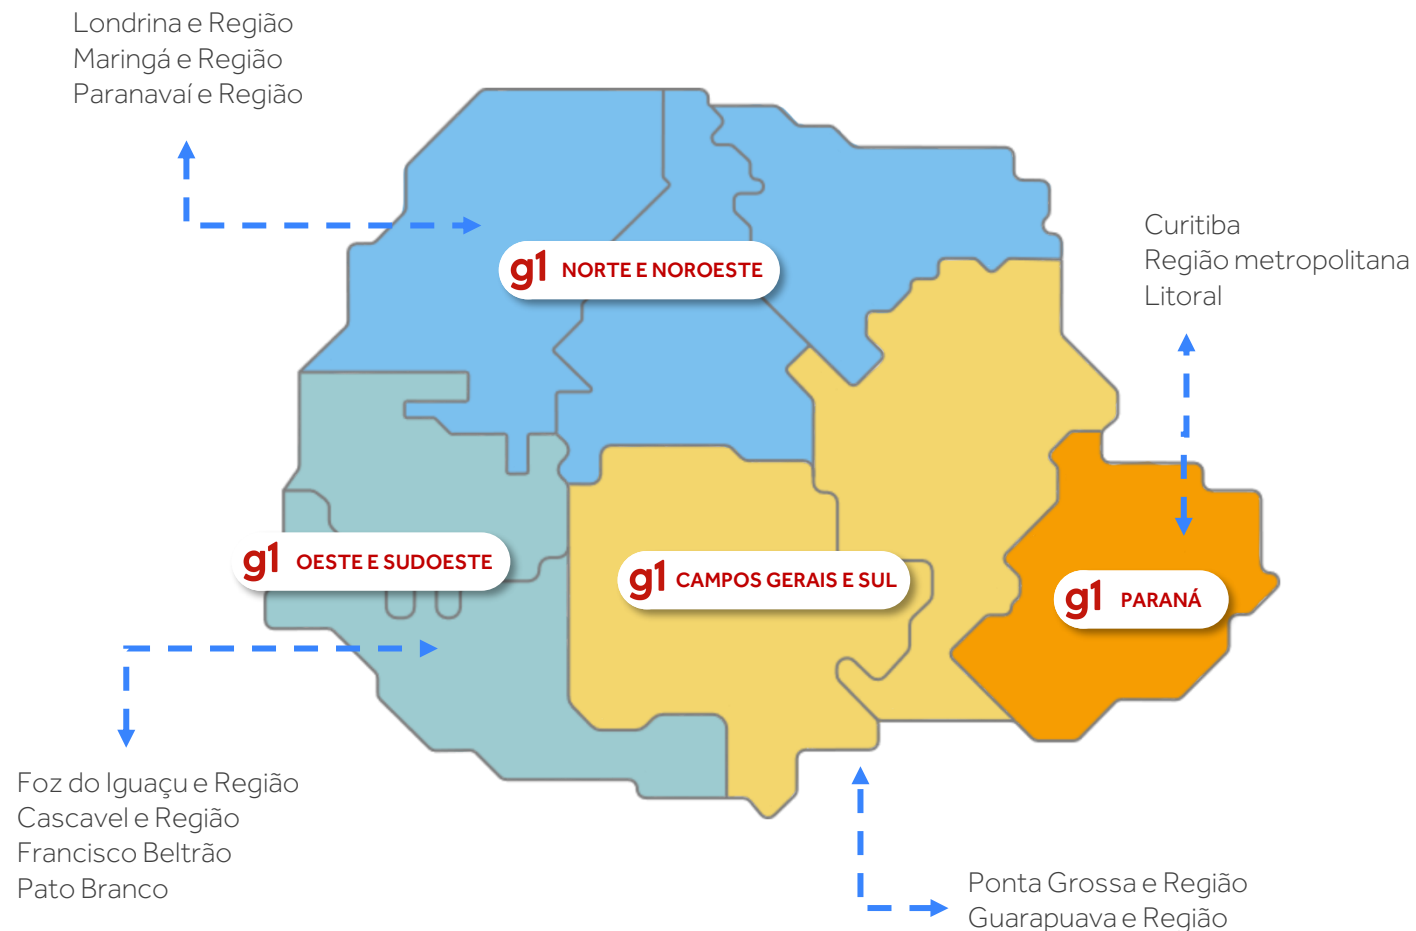 Londrina e Região
Maringá e Região
Paranavaí e Região
Curitiba
Região metropolitana
Litoral
g1 NORTE E NOROESTE
g1 OESTE E SUDOESTE
g1 CAMPOS GERAIS E SUL
g1 PARANÁ
Foz do Iguaçu e Região
Cascavel e Região
Francisco Beltrão
Pato Branco
Ponta Grossa e Região
Guarapuava e Região